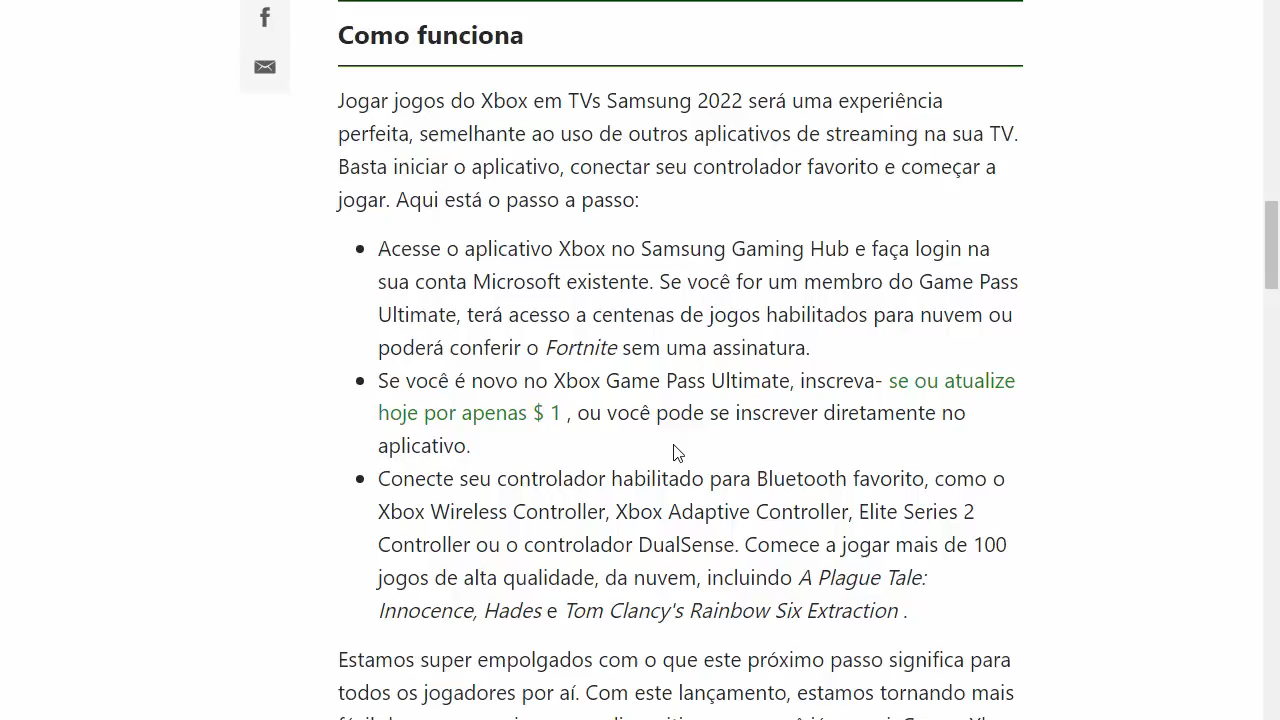 Como funciona
Jogar jogos do Xbox em TVs Samsung 2022 será uma experiência
perfeita, semelhante ao uso de outros aplicativos de streaming na sua TV.
Basta iniciar o aplicativo, conectar seu controlador favorito e começar a
jogar. Aqui está o passo a passo:
• Acesse o aplicativo Xbox no Samsung Gaming Hub e faça login na
sua conta Microsoft existente. Se você for um membro do Game Pass
Ultimate, terá acesso a centenas de jogos habilitados para nuvem ou
poderá conferir o Fortnite sem uma assinatura.
• Se você é novo no Xbox Game Pass Ultimate, inscreva- se ou atualize
hoje por apenas $ 1 , ou você pode se inscrever diretamente no
aplicativo.
• Conecte seu controlador habilitado para Bluetooth favorito, como o
Xbox Wireless Controller, Xbox Adaptive Controller, Elite Series 2
Controller ou o controlador DualSense. Comece a jogar mais de 100
jogos de alta qualidade, da nuvem, incluindo A Plague Tale:
Innocence, Hades e Tom Clancy's Rainbow Six Extraction .
Estamos super empolgados com o que este próximo passo significa para
todos os jogadores por aí. Com este lançamento, estamos tornando mais